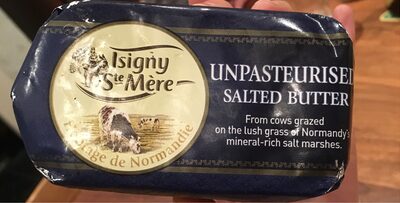 Isigny
Ste Mère
de Normandie
UNPASTEURISED
SALTED BUTTER
From cows grazed
on the lush grass of Normandy's
mineral-rich salt marshes.